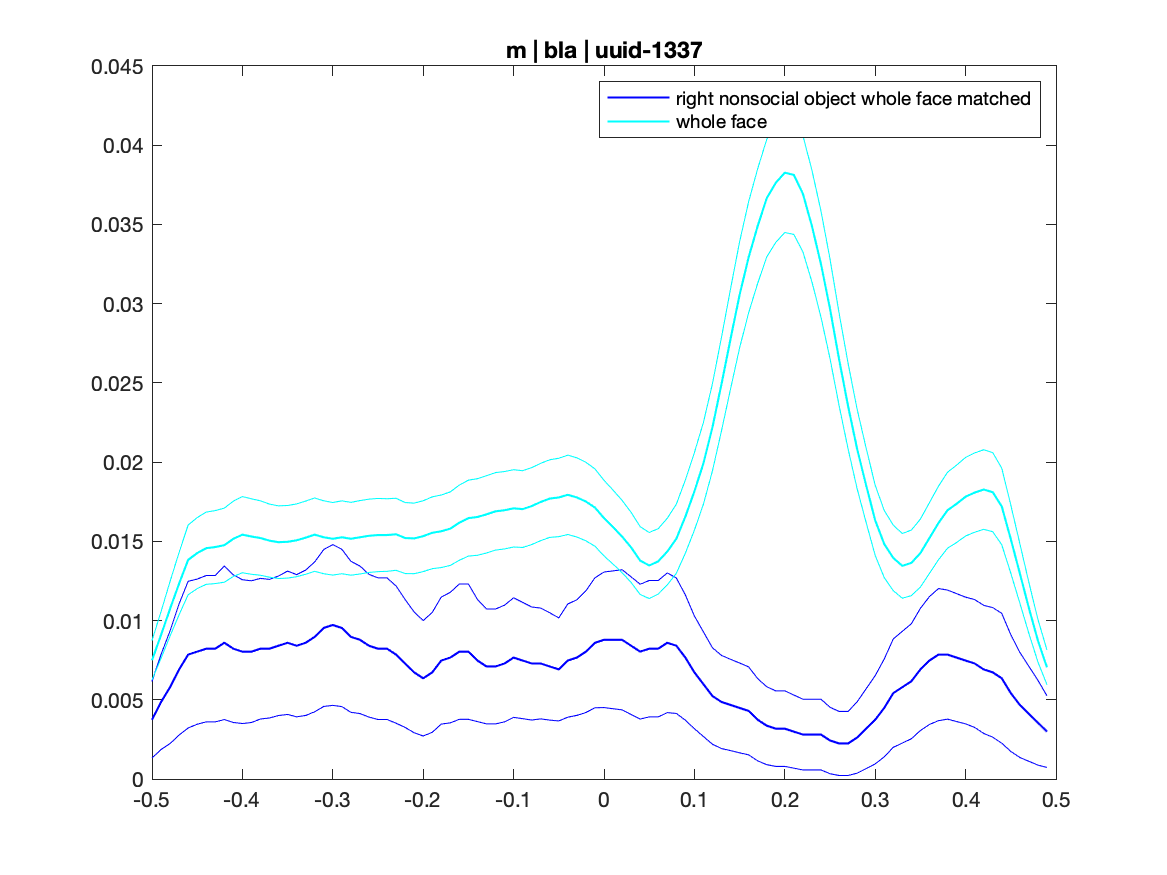 m | bla | uuid-1337
right nonsocial object whole face matched
whole face
0.045
0.04
0.035
0.03
0.025
0.02
0.015
0.01
0.005
0
-0.5 -0.4 -0.3 -0.2 -0.1 0 0.1 0.2 0.3 0.4 0.5